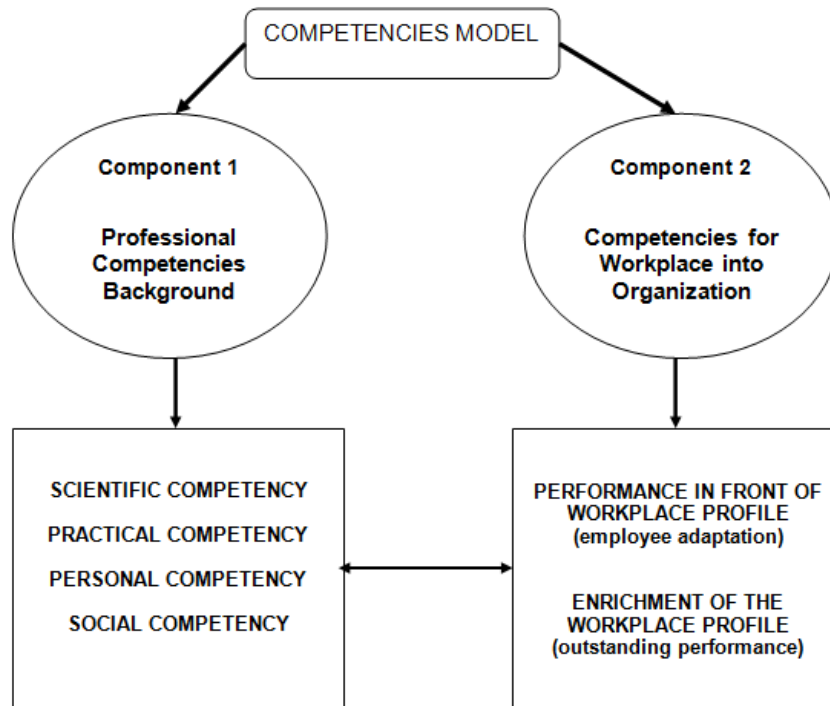 COMPETENCIES MODEL
Component 1
Professional
Competencies
Background
Component 2
Competencies for
Workplace into
Organization
SCIENTIFIC COMPETENCY
PRACTICAL COMPETENCY
PERSONAL COMPETENCY
SOCIAL COMPETENCY
PERFORMANCE IN FRONT OF
WORKPLACE PROFILE
(employee adaptation)
ENRICHMENT OF THE
WORKPLACE PROFILE
(outstanding performance)